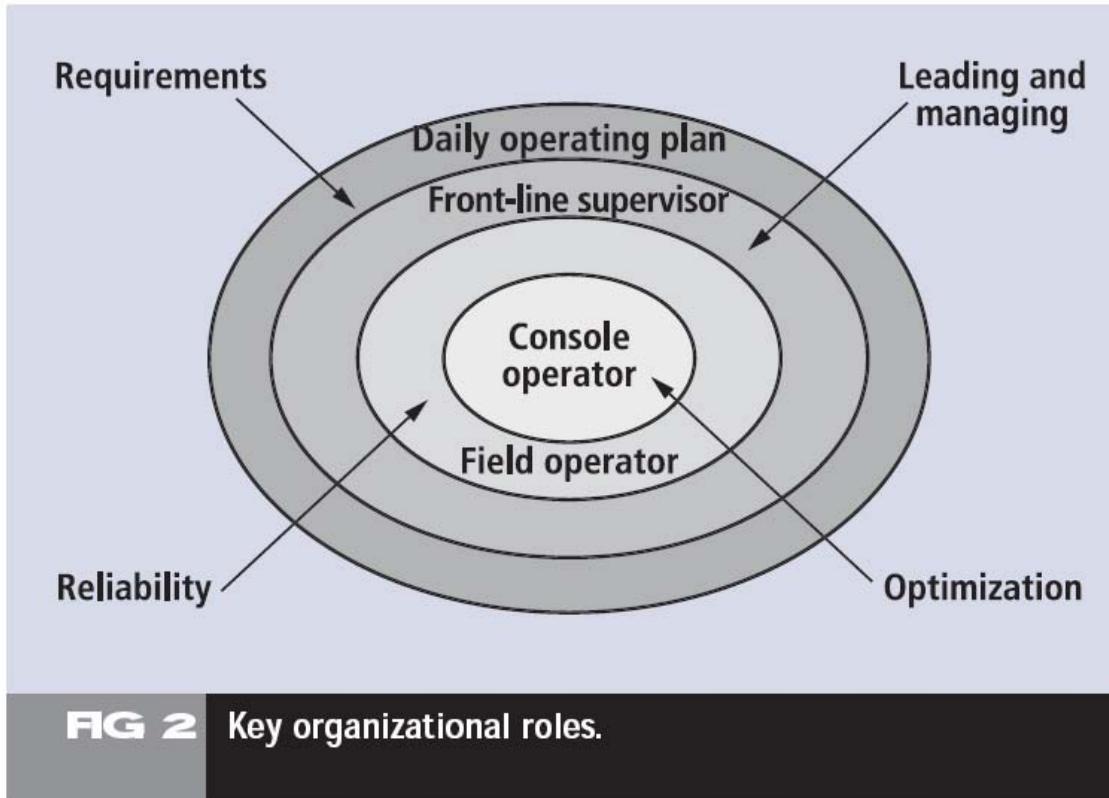 Requirements
Leading and
managing
Daily operating plan
Front-line supervisor
Console
operator
Field operator
Reliability
Optimization
FIG 2 Key organizational roles.